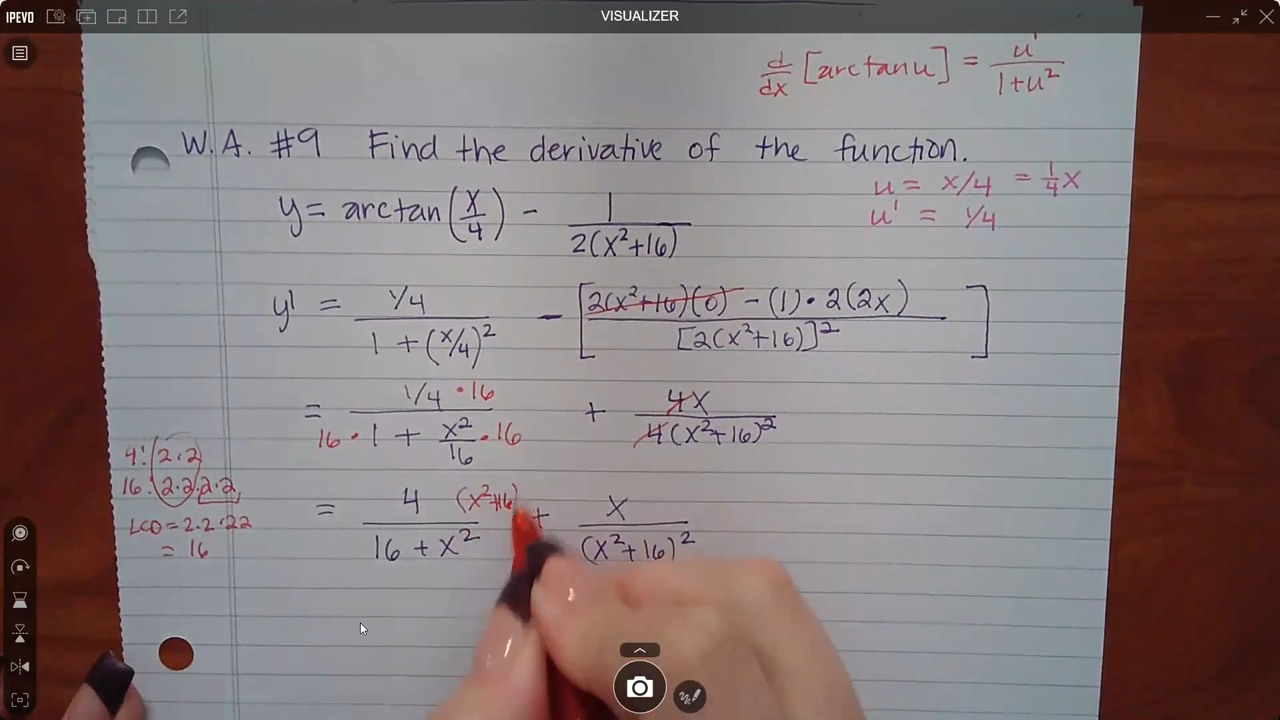 IPEVO VISUALIZER
d/dx [arctan u] = u'/(1+u²)
W.A. #9 Find the derivative of the function.
u = x/4 = 1/4 x
u' = 1/4
y = arctan(x/4) - 1/(2(x²+16))
y' = (1/4)/(1 + (x/4)²) - [(2(x²+16)(0) - (1)·2(2x))/[2(x²+16)]²]
= (1/4 ·16)/(16· 1 + x²/16 ·16) + 4x/(4(x²+16)²)
4: (2·2)
16: (2·2)·2·2
LCD = 2·2·22
= 16
= 4 (x²+16)/(16 + x²) + x/(x²+16)²